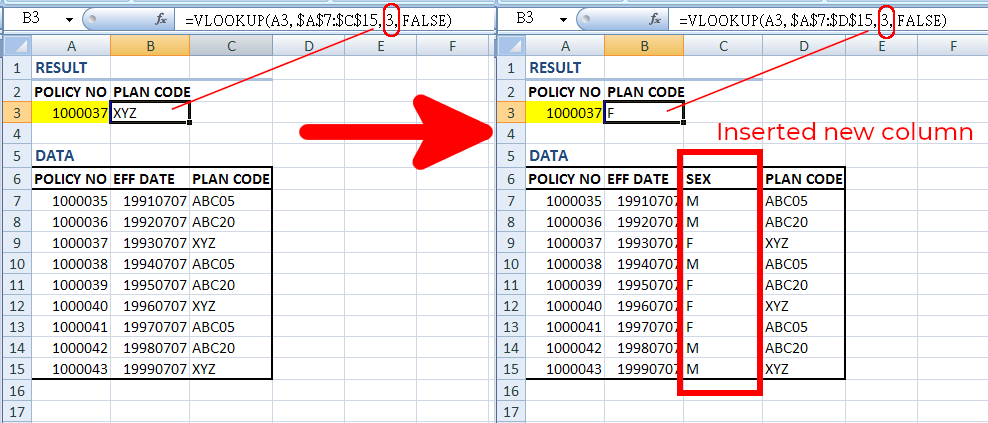 B3 fx =VLOOKUP(A3, $A$7:$C$15, 3, FALSE)
A B C D E F
1 RESULT
2 POLICY NO PLAN CODE
3 1000037 XYZ
4
5 DATA
6 POLICY NO EFF DATE PLAN CODE
7 1000035 19910707 ABC05
8 1000036 19920707 ABC20
9 1000037 19930707 XYZ
10 1000038 19940707 ABC05
11 1000039 19950707 ABC20
12 1000040 19960707 XYZ
13 1000041 19970707 ABC05
14 1000042 19980707 ABC20
15 1000043 19990707 XYZ
16
17
B3 fx =VLOOKUP(A3, $A$7:$D$15, 3, FALSE)
A B C D E F
1 RESULT
2 POLICY NO PLAN CODE
3 1000037 F
4 Inserted new column
5 DATA
6 POLICY NO EFF DATE SEX PLAN CODE
7 1000035 19910707 M ABC05
8 1000036 19920707 M ABC20
9 1000037 19930707 F XYZ
10 1000038 19940707 M ABC05
11 1000039 19950707 F ABC20
12 1000040 19960707 F XYZ
13 1000041 19970707 F ABC05
14 1000042 19980707 M ABC20
15 1000043 19990707 M XYZ
16
17